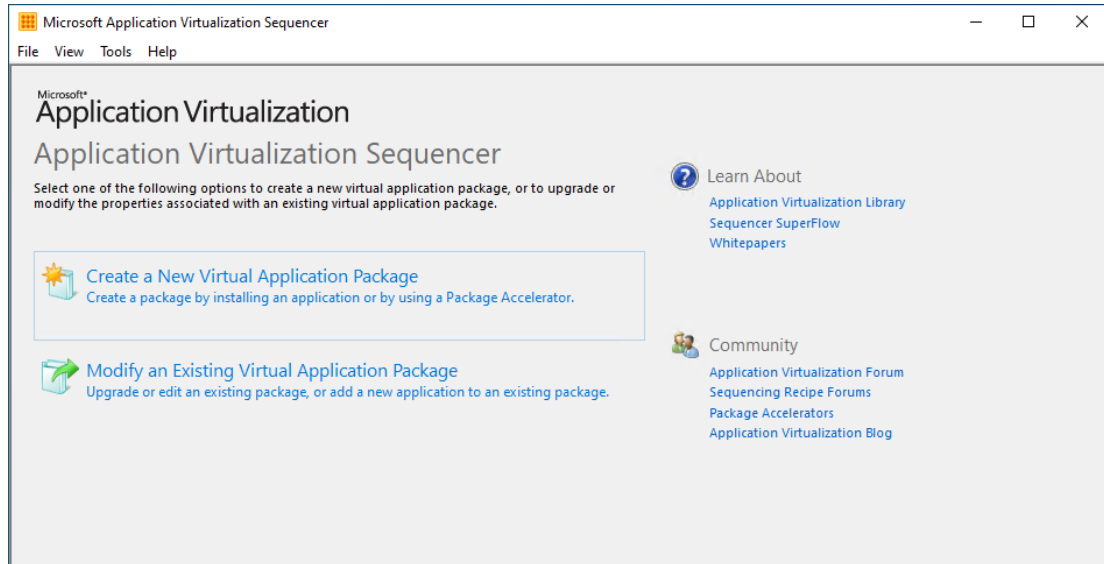 Microsoft Application Virtualization Sequencer
File View Tools Help
Microsoft®
Application Virtualization
Application Virtualization Sequencer
Select one of the following options to create a new virtual application package, or to upgrade or
modify the properties associated with an existing virtual application package.
Create a New Virtual Application Package
Create a package by installing an application or by using a Package Accelerator.
Modify an Existing Virtual Application Package
Upgrade or edit an existing package, or add a new application to an existing package.
Learn About
Application Virtualization Library
Sequencer SuperFlow
Whitepapers
Community
Application Virtualization Forum
Sequencing Recipe Forums
Package Accelerators
Application Virtualization Blog